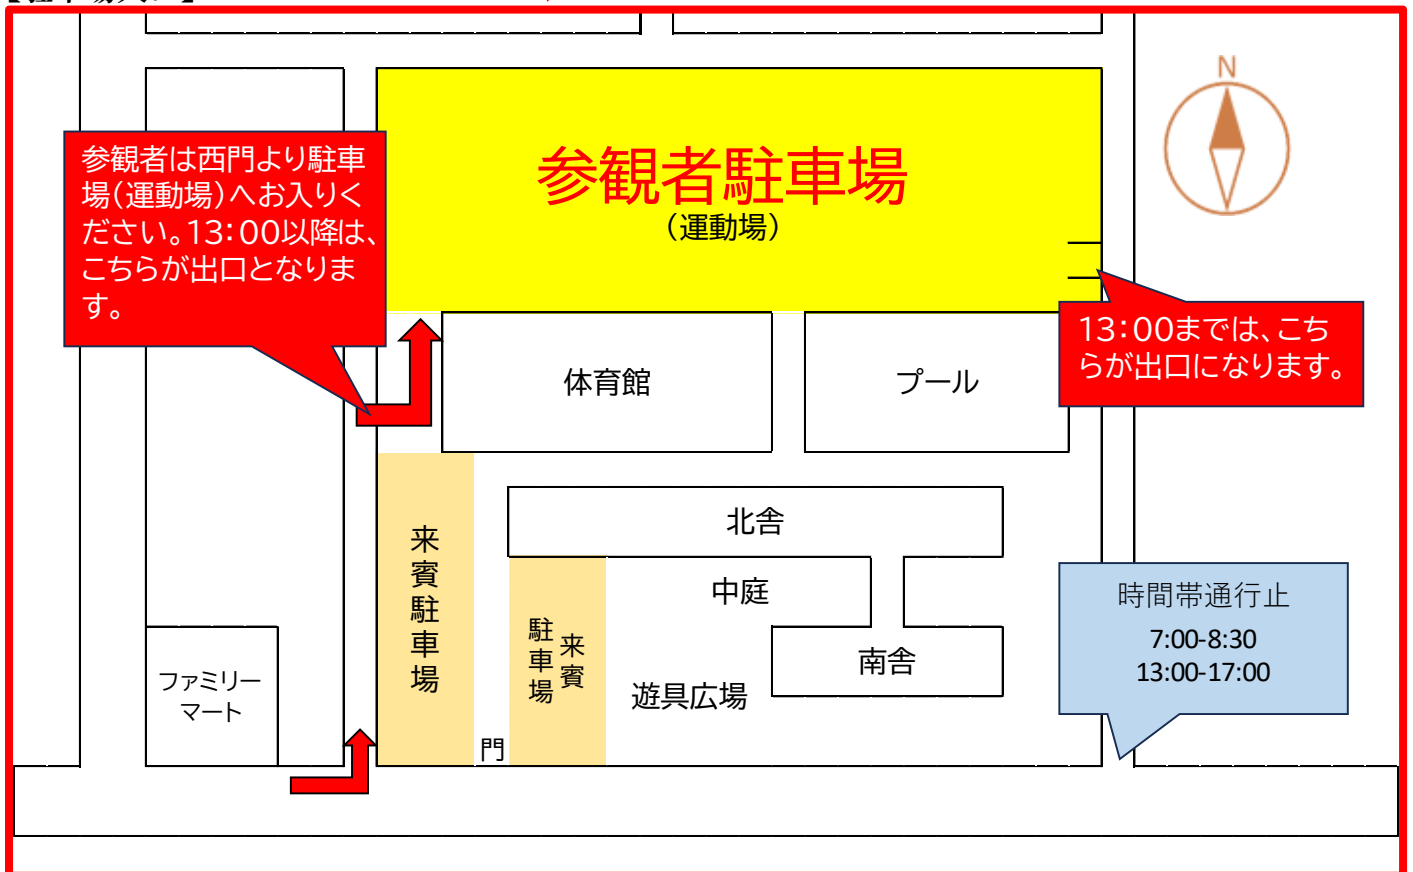 N
参観者は西門より駐車
場(運動場)へお入りく
ださい。13:00以降は、
こちらが出口となりま
す。
参観者駐車場
(運動場)
13:00までは、こち
らが出口になります。
体育館
プール
北舎
来賓駐車場
中庭
来賓
駐車場
南舎
遊具広場
ファミリー
マート
門
時間帯通行止
7:00-8:30
13:00-17:00